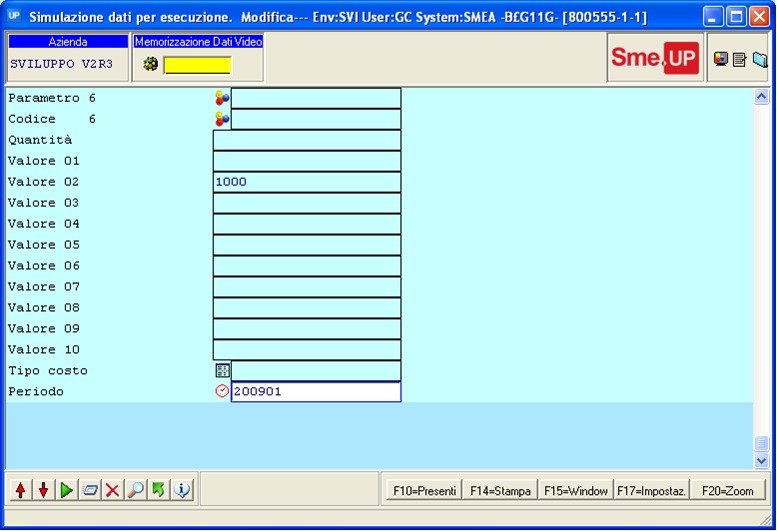 UP Simulazione dati per esecuzione. Modifica--- Env:SVI User:GC System:SMEA -B£G11G- [800555-1-1]
Azienda
Memorizzazione Dati Video
SVILUPPO V2R3
Sme.UP
Parametro 6
Codice 6
Quantità
Valore 01
Valore 02 1000
Valore 03
Valore 04
Valore 05
Valore 06
Valore 07
Valore 08
Valore 09
Valore 10
Tipo costo
Periodo 200901
F10=Presenti F14=Stampa F15=Window F17=Impostaz. F20=Zoom